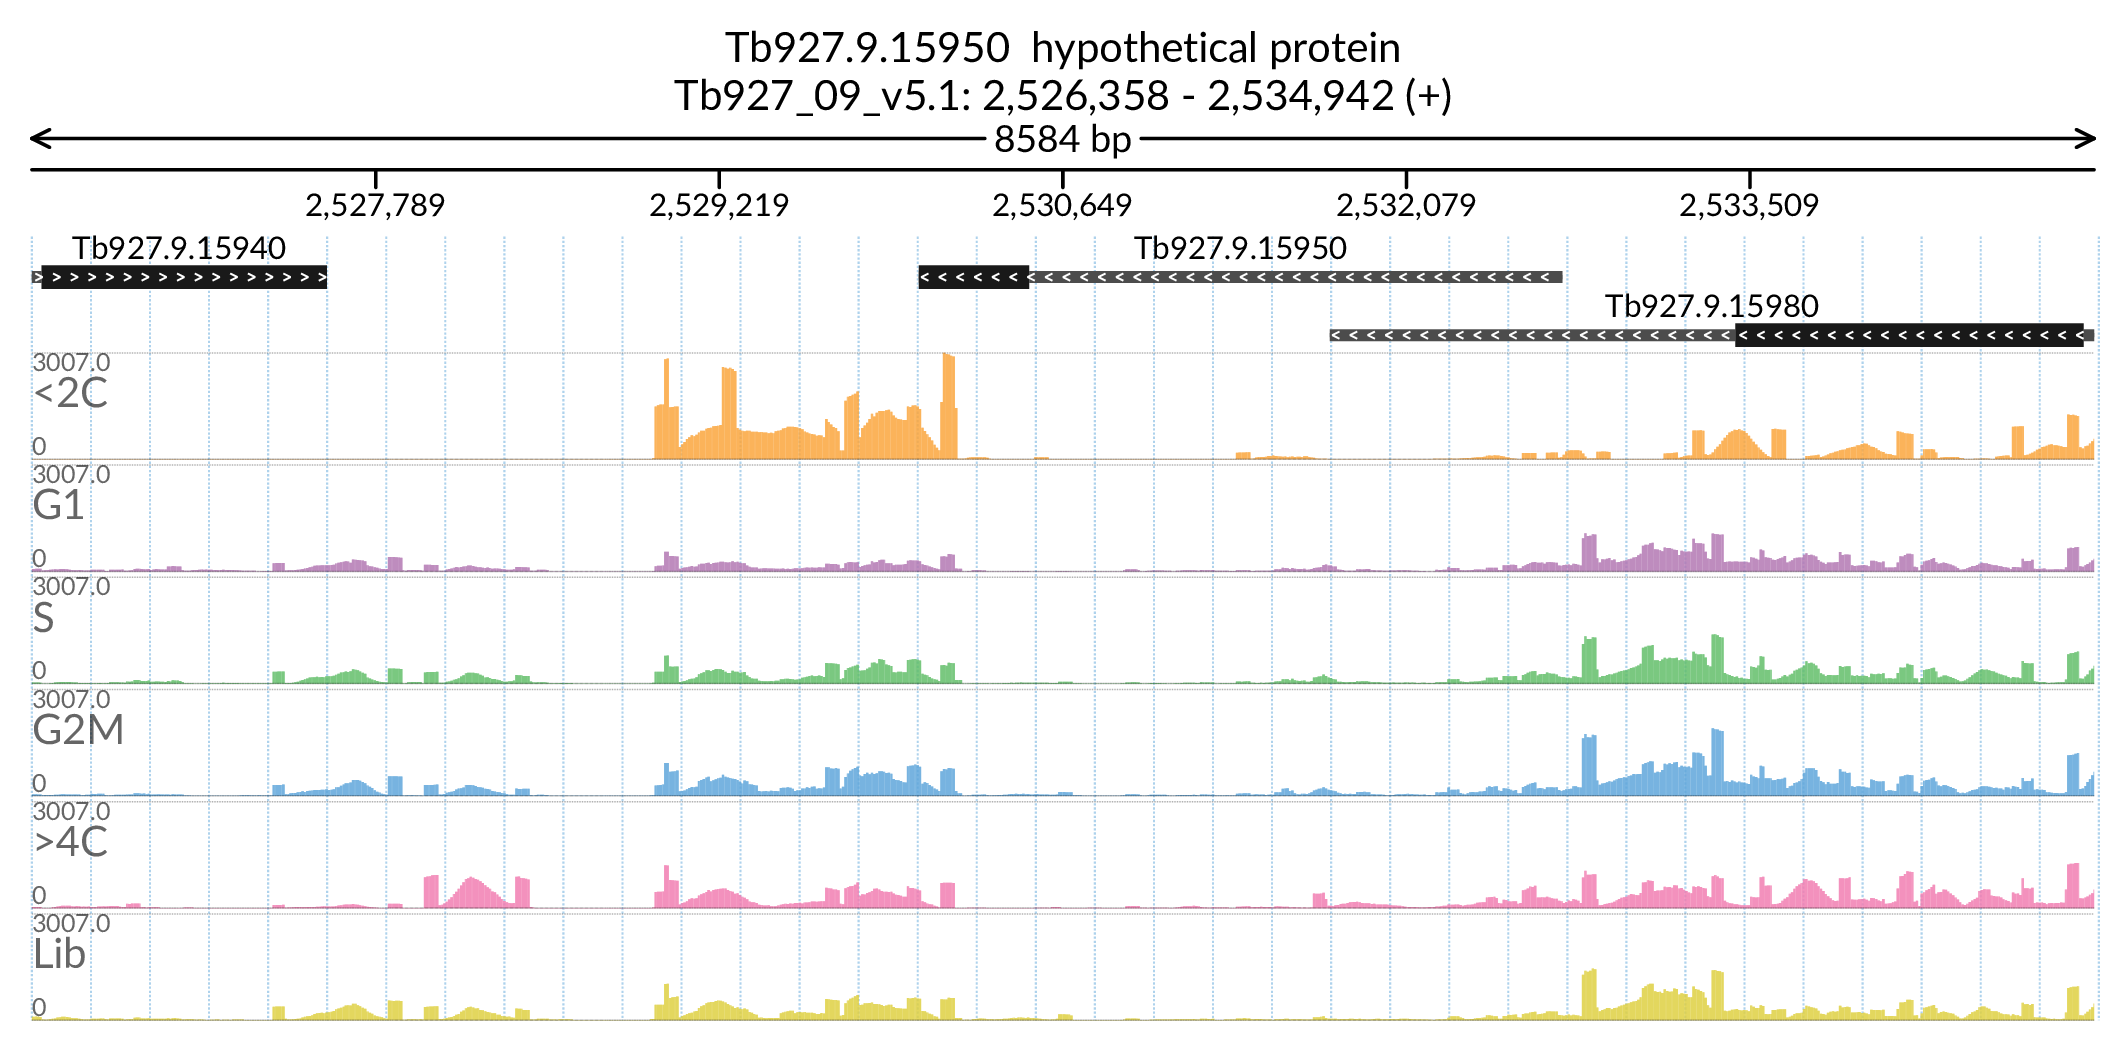 Tb927.9.15950 hypothetical protein
Tb927_09_v5.1: 2,526,358 - 2,534,942 (+)
8584 bp
2,527,789 2,529,219 2,530,649 2,532,079 2,533,509
Tb927.9.15940 Tb927.9.15950
Tb927.9.15980
3007.0
<2C
0
3007.0
G1
0
3007.0
S
0
3007.0
G2M
0
3007.0
>4C
0
3007.0
Lib
0